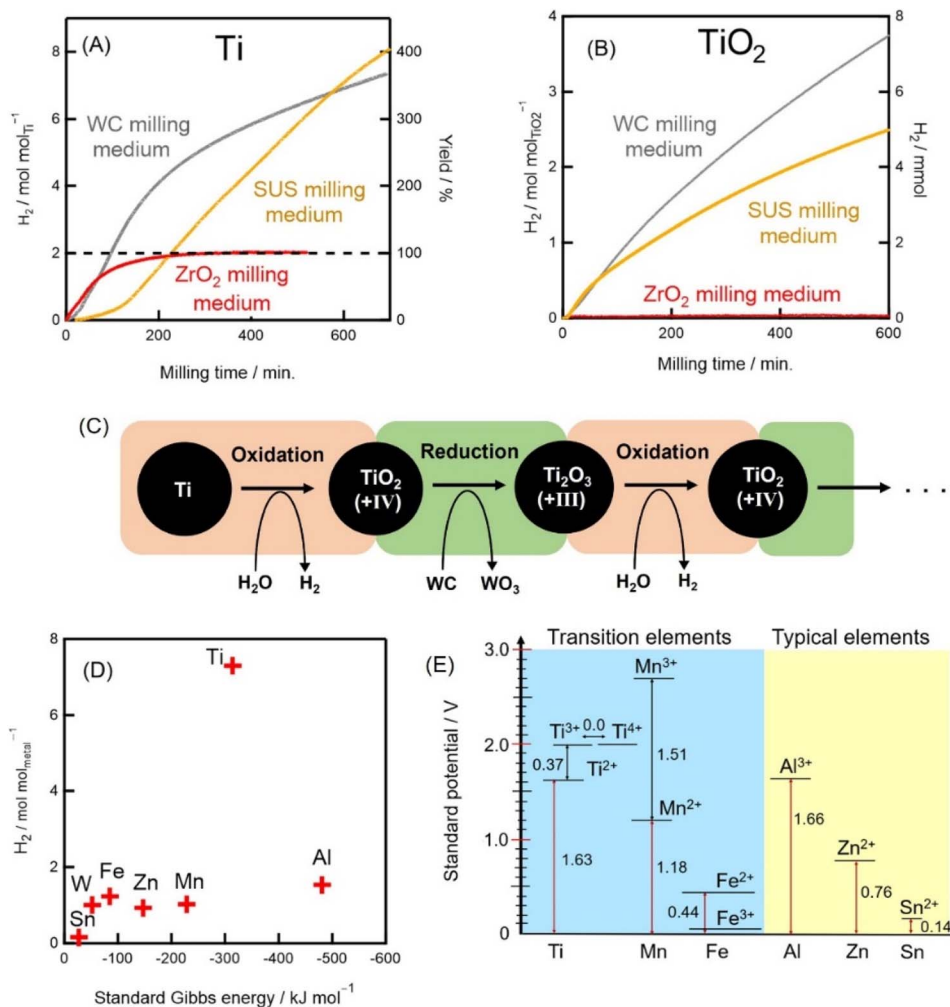 (A)
Ti
H₂ / mol mol_Ti⁻¹
8
6
4
2
0
400
300
200
100
0
Yield / %
WC milling
medium
SUS milling
medium
ZrO₂ milling
medium
0
200
400
600
Milling time / min.
(B)
TiO₂
H₂ / mol mol_TiO2⁻¹
4
3
2
1
0
8
6
4
2
0
H₂ / mmol
WC milling
medium
SUS milling
medium
ZrO₂ milling medium
0
200
400
600
Milling time / min.
(C)
Oxidation
Reduction
Oxidation
Ti
TiO₂
(+IV)
Ti₂O₃
(+III)
TiO₂
(+IV)
. . .
H₂O
H₂
WC
WO₃
H₂O
H₂
(D)
H₂ / mol mol_metal⁻¹
8
6
4
2
0
Ti
Al
Fe
W
Zn
Mn
Sn
0
-100
-200
-300
-400
-500
-600
Standard Gibbs energy / kJ mol⁻¹
(E)
Transition elements
Typical elements
Standard potential / V
3.0
2.0
1.0
0
Mn³⁺
Ti³⁺
0.0
Ti⁴⁺
0.37
Ti²⁺
1.51
Al³⁺
Mn²⁺
1.63
1.18
1.66
Zn²⁺
0.76
Fe²⁺
0.44
Fe³⁺
Sn²⁺
0.14
Ti
Mn
Fe
Al
Zn
Sn